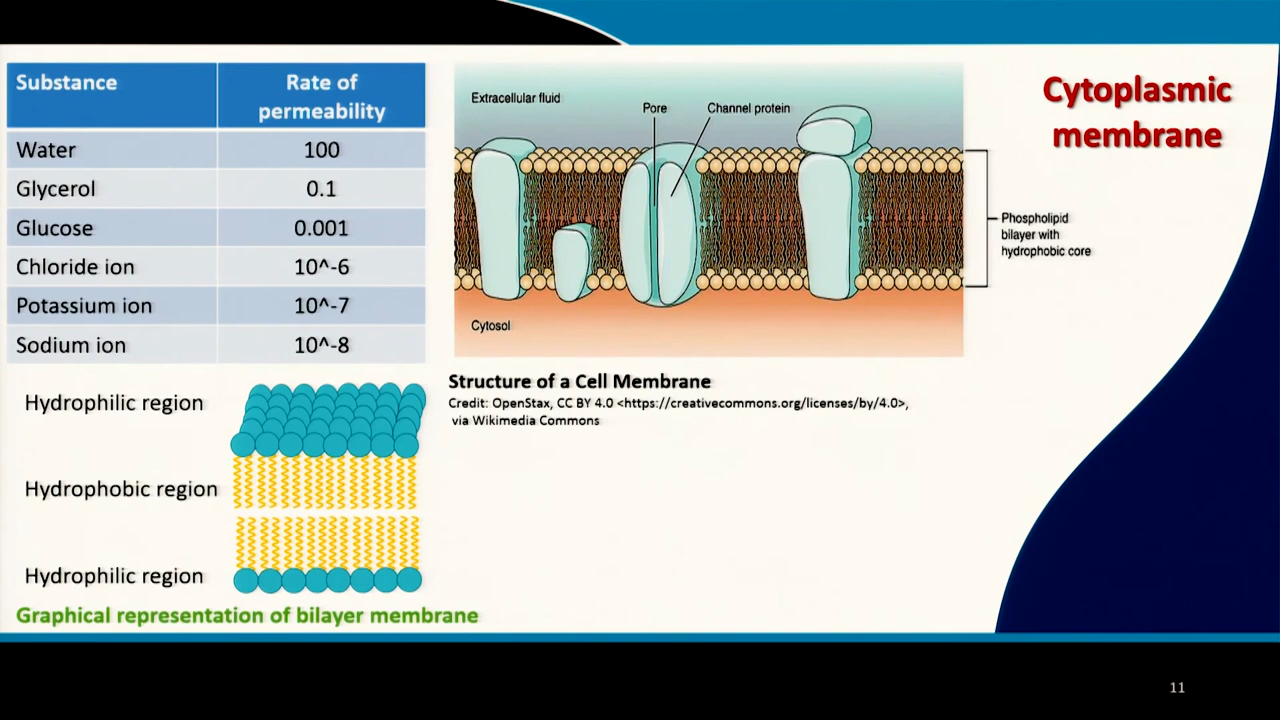 Substance Rate of permeability
Water 100
Glycerol 0.1
Glucose 0.001
Chloride ion 10^-6
Potassium ion 10^-7
Sodium ion 10^-8
Hydrophilic region
Hydrophobic region
Hydrophilic region
Graphical representation of bilayer membrane
Extracellular fluid
Pore
Channel protein
Cytosol
Phospholipid
bilayer with
hydrophobic core
Structure of a Cell Membrane
Credit: OpenStax, CC BY 4.0 <https://creativecommons.org/licenses/by/4.0>,
via Wikimedia Commons
Cytoplasmic
membrane
11